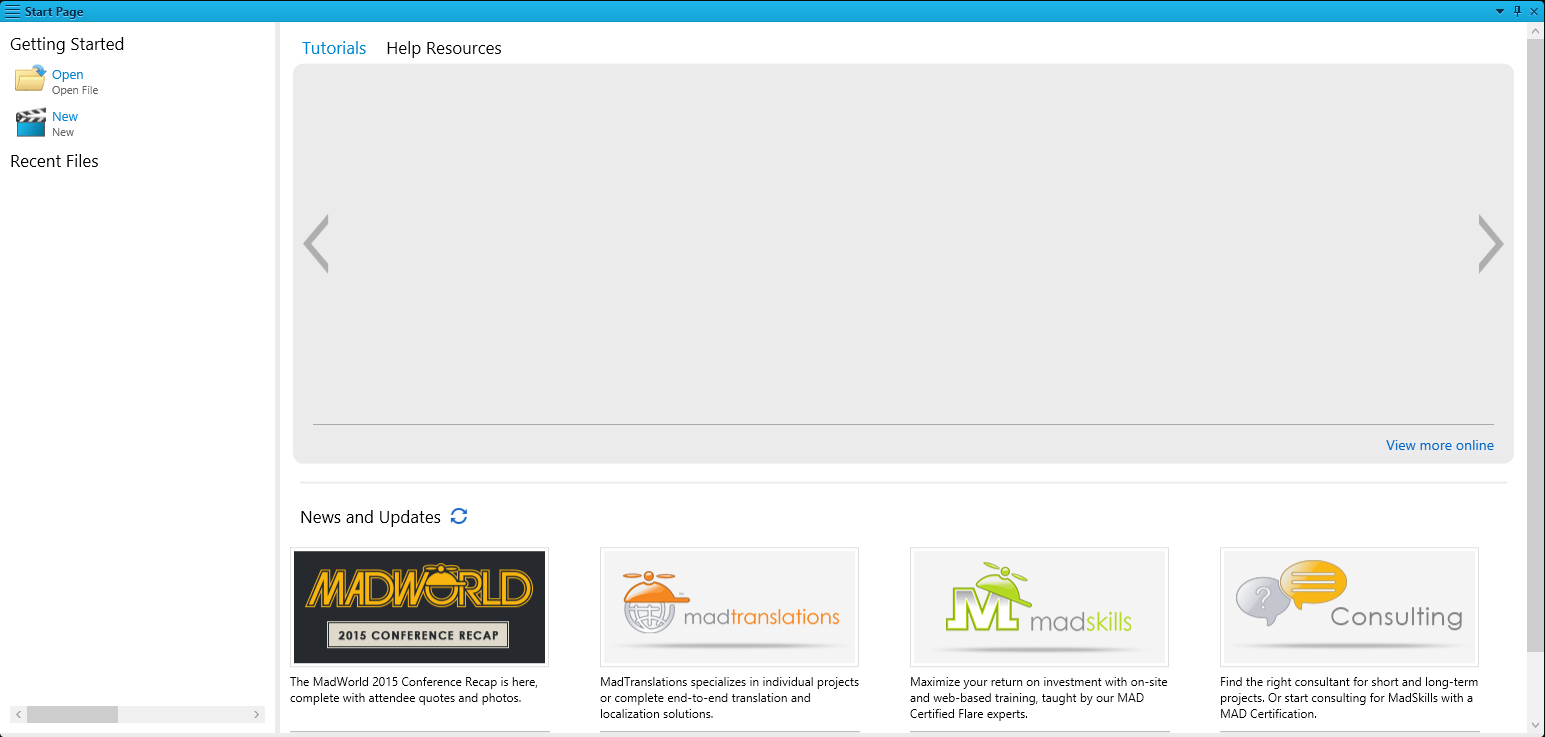 Start Page
Getting Started
Open
Open File
New
New
Recent Files
Tutorials Help Resources
View more online
News and Updates
MADWORLD
2015 CONFERENCE RECAP
The MadWorld 2015 Conference Recap is here,
complete with attendee quotes and photos.
madtranslations
MadTranslations specializes in individual projects
or complete end-to-end translation and
localization solutions.
M madskills
Maximize your return on investment with on-site
and web-based training, taught by our MAD
Certified Flare experts.
?
Consulting
Find the right consultant for short and long-term
projects. Or start consulting for MadSkills with a
MAD Certification.